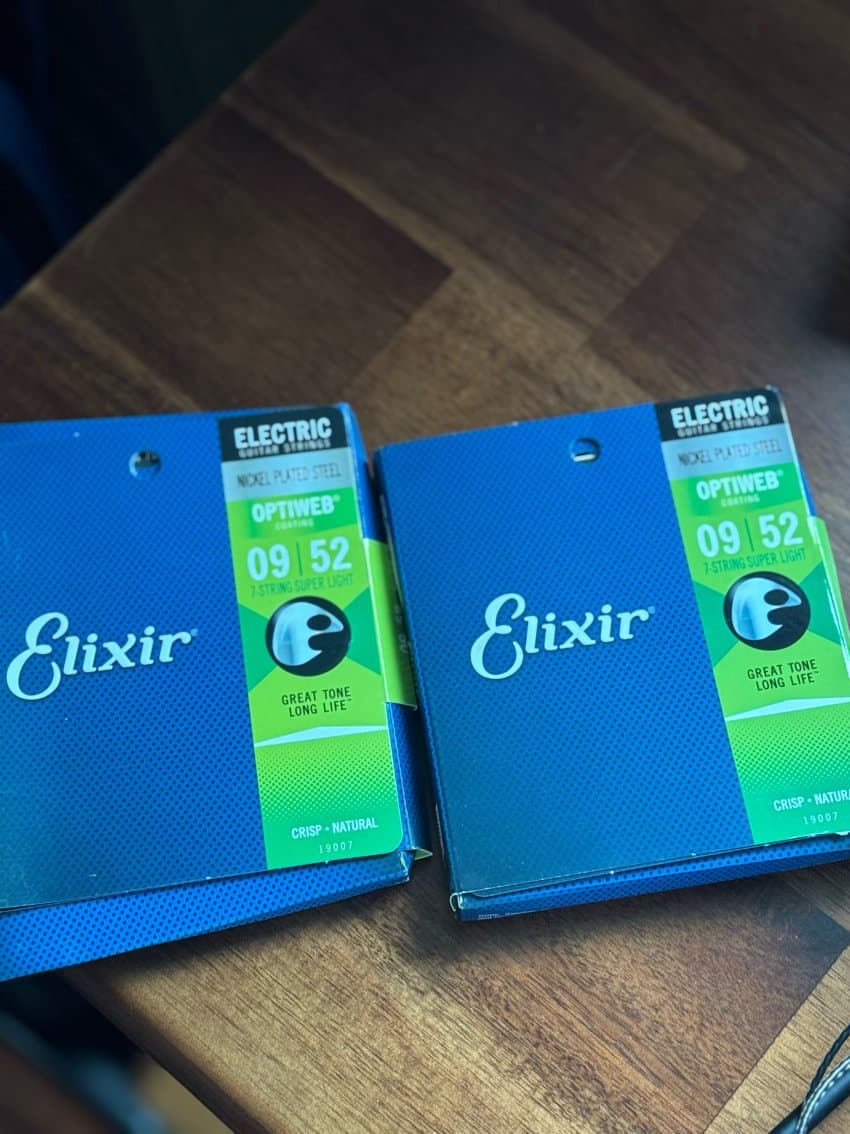 ELECTRIC
GUITAR STRINGS
NICKEL PLATED STEEL
OPTIWEB®
COATING
09 | 52
7-STRING SUPER LIGHT
Elixir®
GREAT TONE
LONG LIFE™
CRISP • NATURAL
19007
ELECTRIC
GUITAR STRINGS
NICKEL PLATED STEEL
OPTIWEB®
COATING
09 | 52
7-STRING SUPER LIGHT
Elixir®
GREAT TONE
LONG LIFE™
CRISP • NATURA
19007